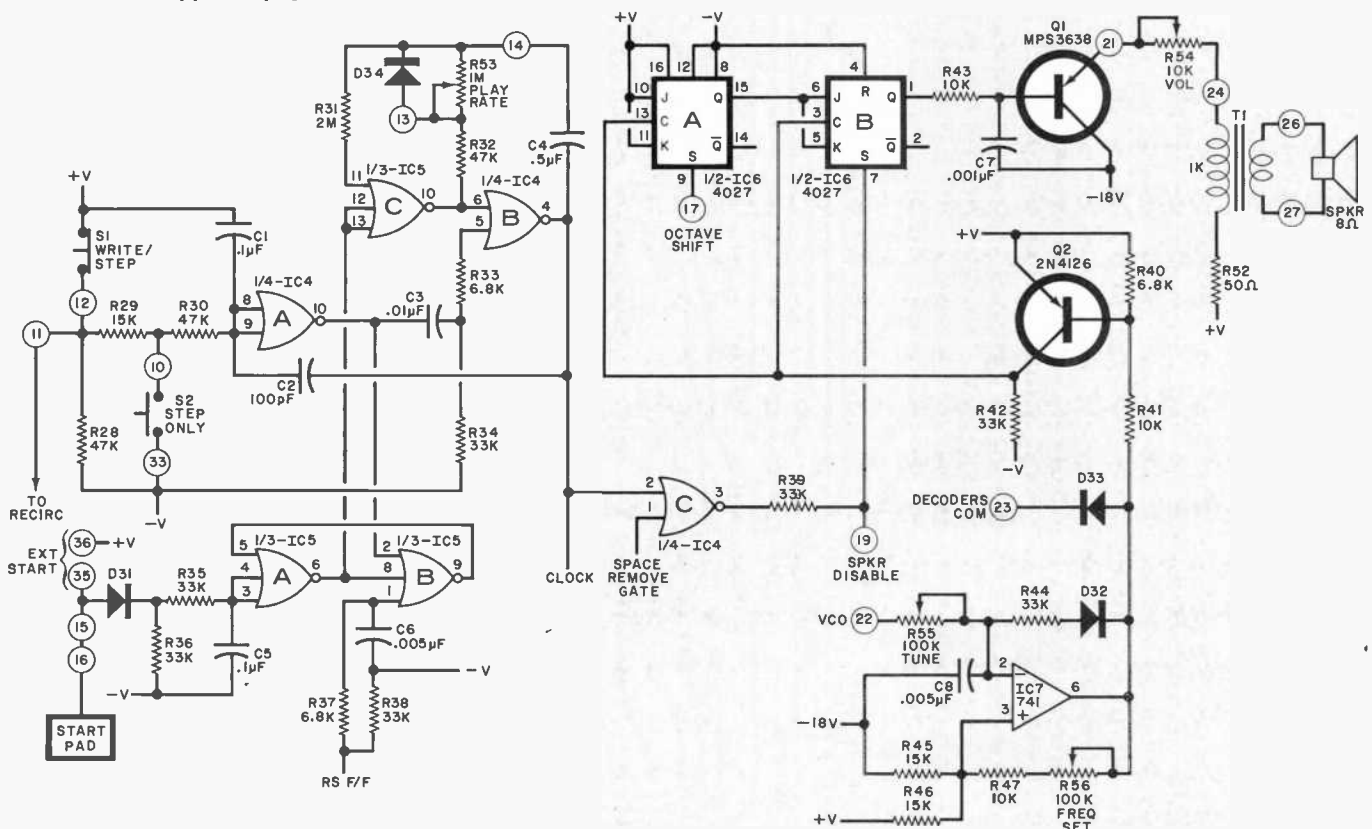 +V
S1
WRITE/
STEP
12
11
R29
15K
R30
47K
10
S2
STEP
ONLY
33
R28
47K
TO
RECIRC
-V
C1
.1µF
1/4-IC4
8
9
A
10
C2
100pF
C3
.01µF
D34
R31
2M
13
R53
1M
PLAY
RATE
14
R32
47K
C4
.5µF
1/3-IC5
11
12
13
C
10
1/4-IC4
6
5
B
4
R33
6.8K
R34
33K
EXT
START
36
+V
35
15
16
START
PAD
D31
R35
33K
R36
33K
-V
C5
.1µF
1/3-IC5
5
4
3
A
6
1/3-IC5
2
8
1
B
9
C6
.005µF
-V
R37
6.8K
R38
33K
RS F/F
CLOCK
2
1
C
3
1/4-IC4
SPACE
REMOVE
GATE
R39
33K
19
SPKR
DISABLE
+V
-V
16
12
8
10
J
Q
15
13
C
A
11
K
Q
14
S
9
1/2-IC6
4027
17
OCTAVE
SHIFT
4
R
6
J
Q
1
3
C
B
5
K
Q
2
S
7
1/2-IC6
4027
R43
10K
C7
.001µF
Q1
MPS3638
21
-18V
R54
10K
VOL
24
T1
1K
26
27
SPKR
8Ω
R52
50Ω
+V
+V
Q2
2N4126
R40
6.8K
R42
33K
-V
R41
10K
DECODERS
COM
23
D33
VCO
22
R55
100K
TUNE
R44
33K
D32
C8
.005µF
2
-
IC7
741
6
3
+
-18V
R45
15K
R46
15K
+V
R47
10K
R56
100K
FREQ
SET